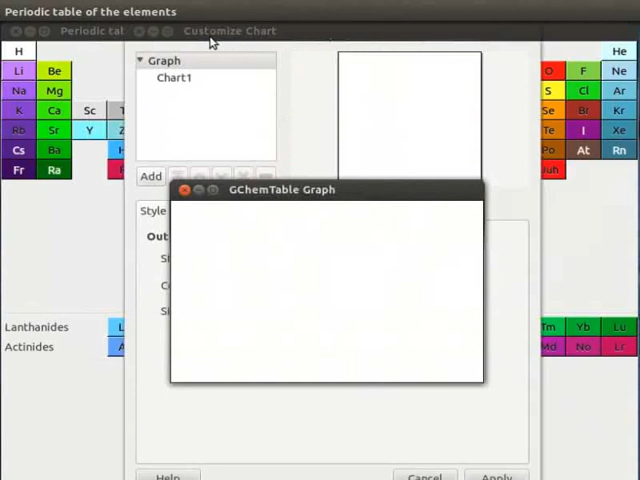 Periodic table of the elements
Periodic tal
Customize Chart
H
He
Li Be
O F Ne
Na Mg
S Cl Ar
K Ca Sc
Se Br Kr
Rb Sr Y
Te I Xe
Cs Ba
Po At Rn
Fr Ra
Graph
Chart1
Add
GChemTable Graph
Style
Out
Lanthanides
Tm Yb Lu
Actinides
Md No Lr
Help
Cancel
Apply